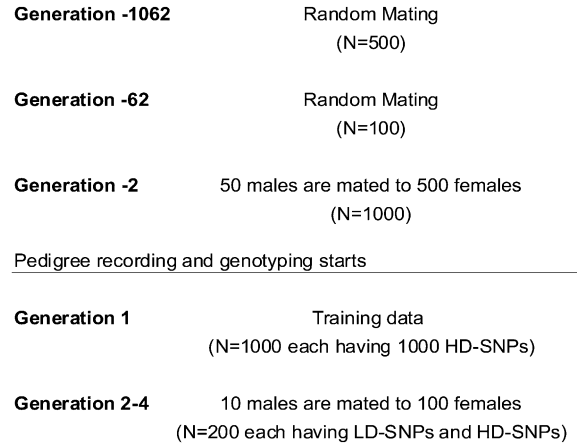 Generation -1062 Random Mating
(N=500)
Generation -62 Random Mating
(N=100)
Generation -2 50 males are mated to 500 females
(N=1000)
Pedigree recording and genotyping starts
Generation 1 Training data
(N=1000 each having 1000 HD-SNPs)
Generation 2-4 10 males are mated to 100 females
(N=200 each having LD-SNPs and HD-SNPs)